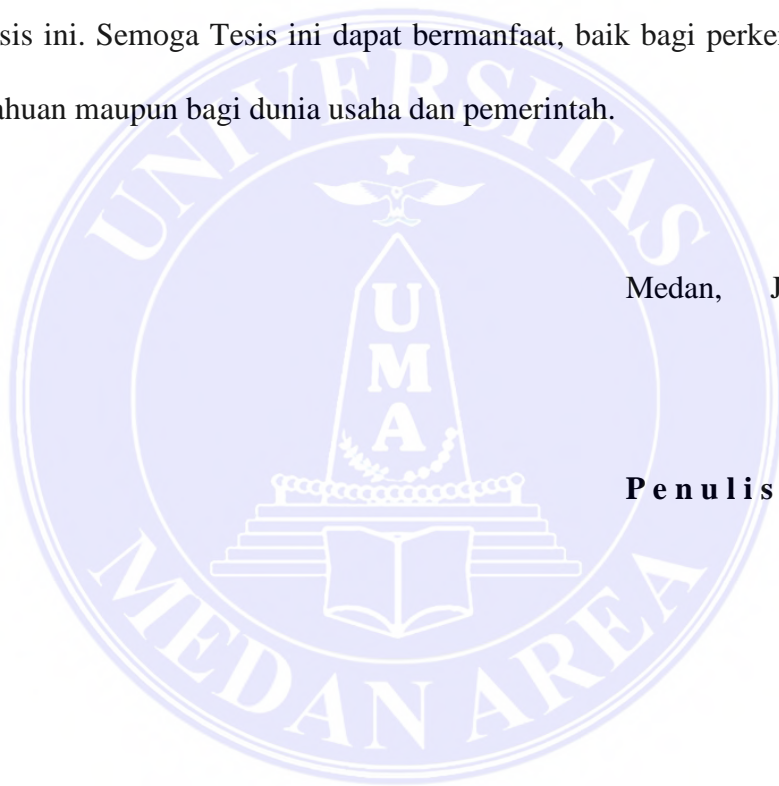 sis ini. Semoga Tesis ini dapat bermanfaat, baik bagi
ahuan maupun bagi dunia usaha dan pemerintah.
UNIVERSITAS
UMA
Medan, J
Penulis
MEDAN AREA